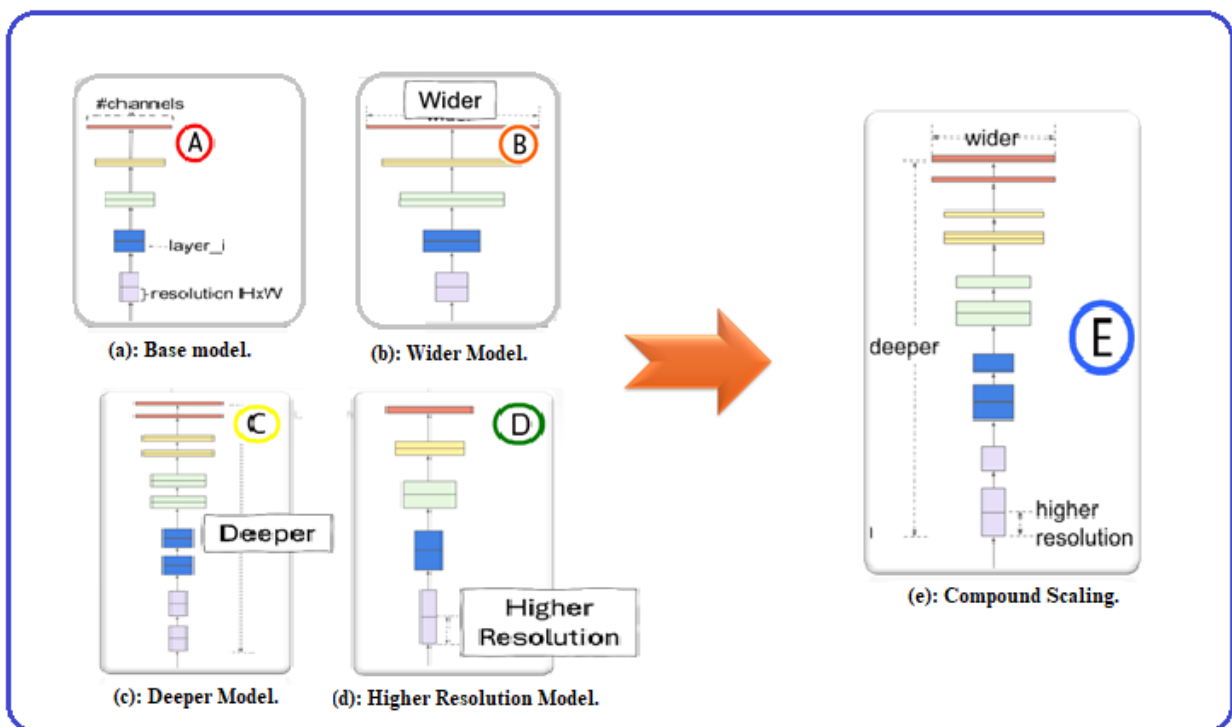 #channels
A
layer_i
resolution HxW
(a): Base model.
Wider
B
(b): Wider Model.
C
Deeper
(c): Deeper Model.
D
Higher
Resolution
(d): Higher Resolution Model.
wider
deeper
E
higher
resolution
(e): Compound Scaling.